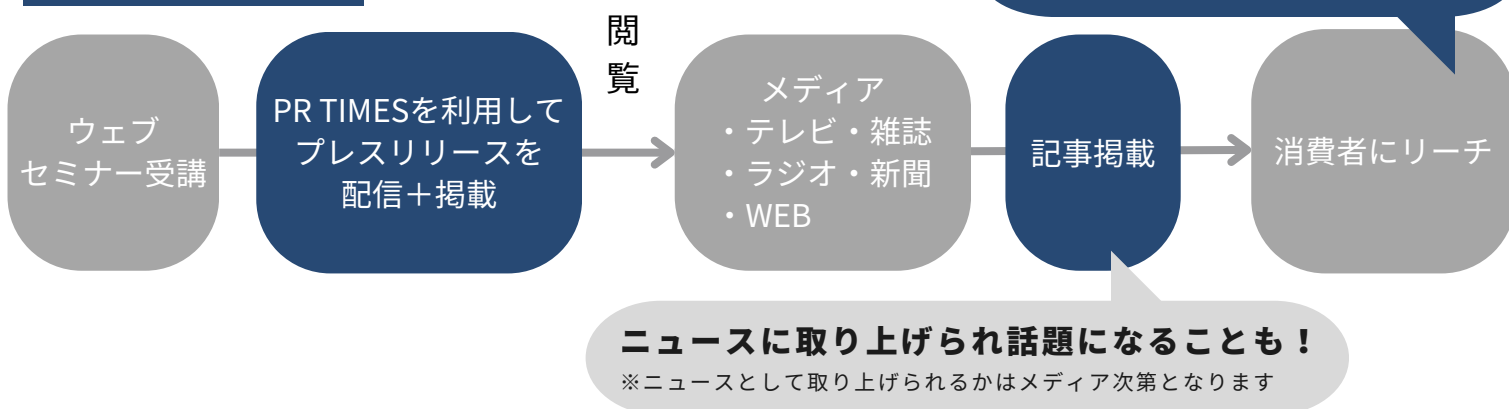 ウェブ
セミナー受講
PR TIMESを利用して
プレスリリースを
配信＋掲載
閲
覧
メディア
・テレビ・雑誌
・ラジオ・新聞
・WEB
記事掲載
消費者にリーチ
ニュースに取り上げられ話題になることも！
※ニュースとして取り上げられるかはメディア次第となります